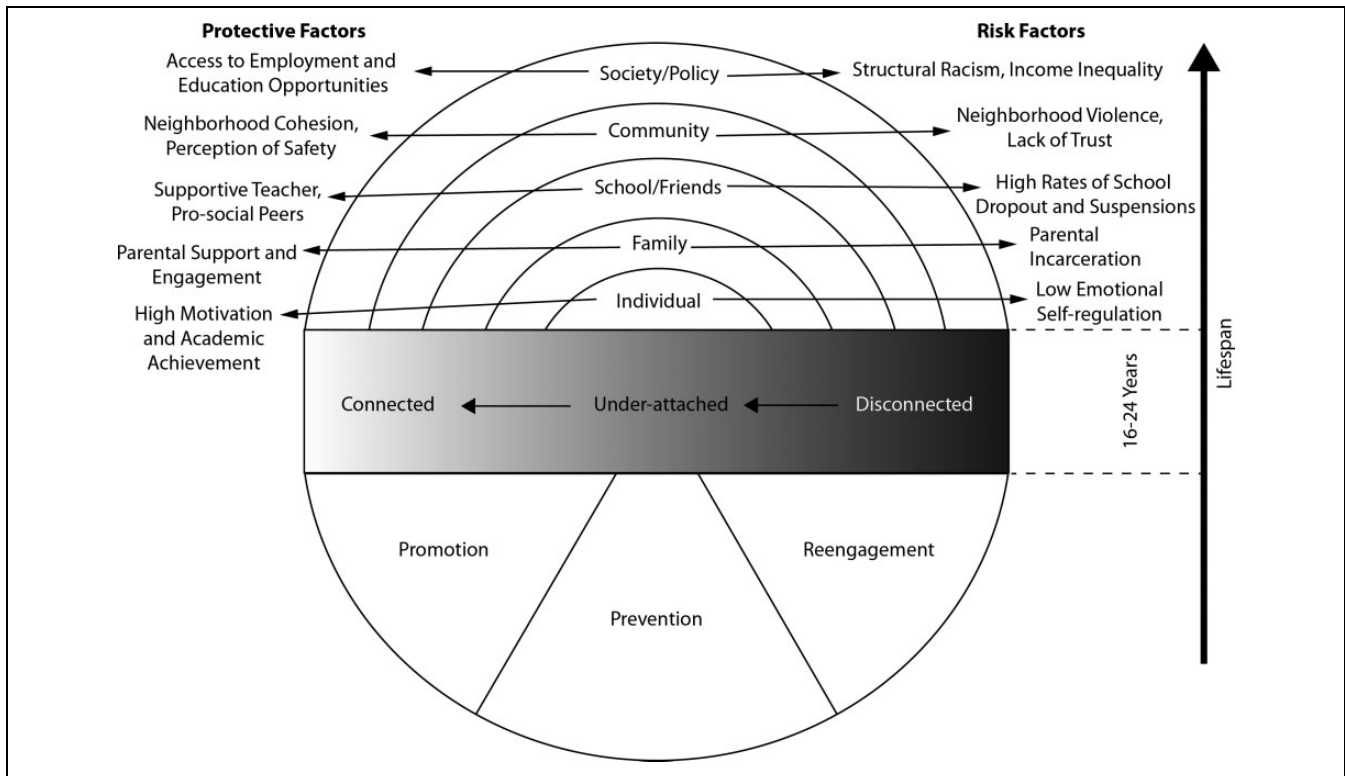 Protective Factors
Risk Factors
Access to Employment and
Education Opportunities
Society/Policy
Structural Racism, Income Inequality
Neighborhood Cohesion,
Perception of Safety
Community
Neighborhood Violence,
Lack of Trust
Supportive Teacher,
Pro-social Peers
School/Friends
High Rates of School
Dropout and Suspensions
Parental Support and
Engagement
Family
Parental
Incarceration
High Motivation
and Academic
Achievement
Individual
Low Emotional
Self-regulation
Connected
Under-attached
Disconnected
16-24 Years
Lifespan
Promotion
Prevention
Reengagement